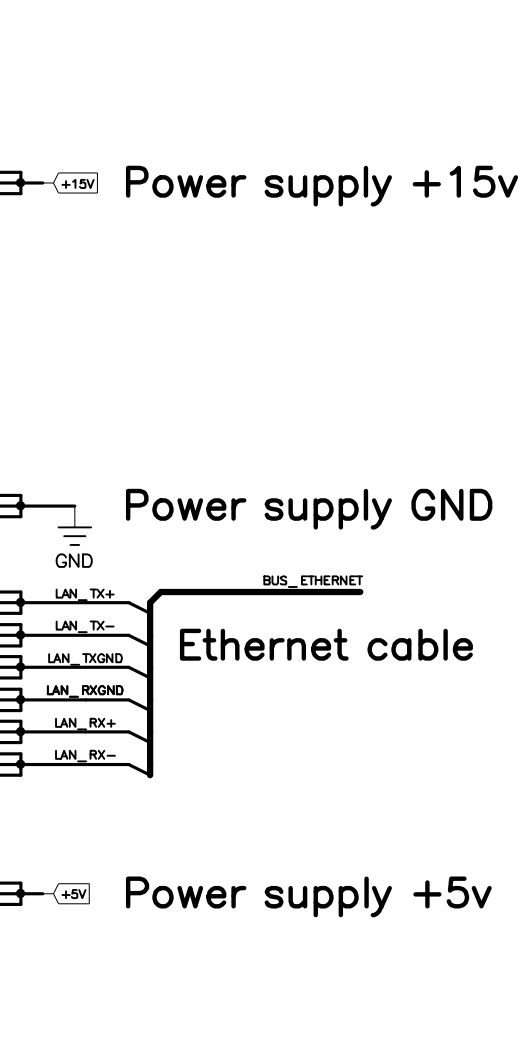 +15V Power supply +15v
Power supply GND
GND
BUS_ETHERNET
LAN_TX+
LAN_TX-
Ethernet cable
LAN_TXGND
LAN_RXGND
LAN_RX+
LAN_RX-
+5V Power supply +5v